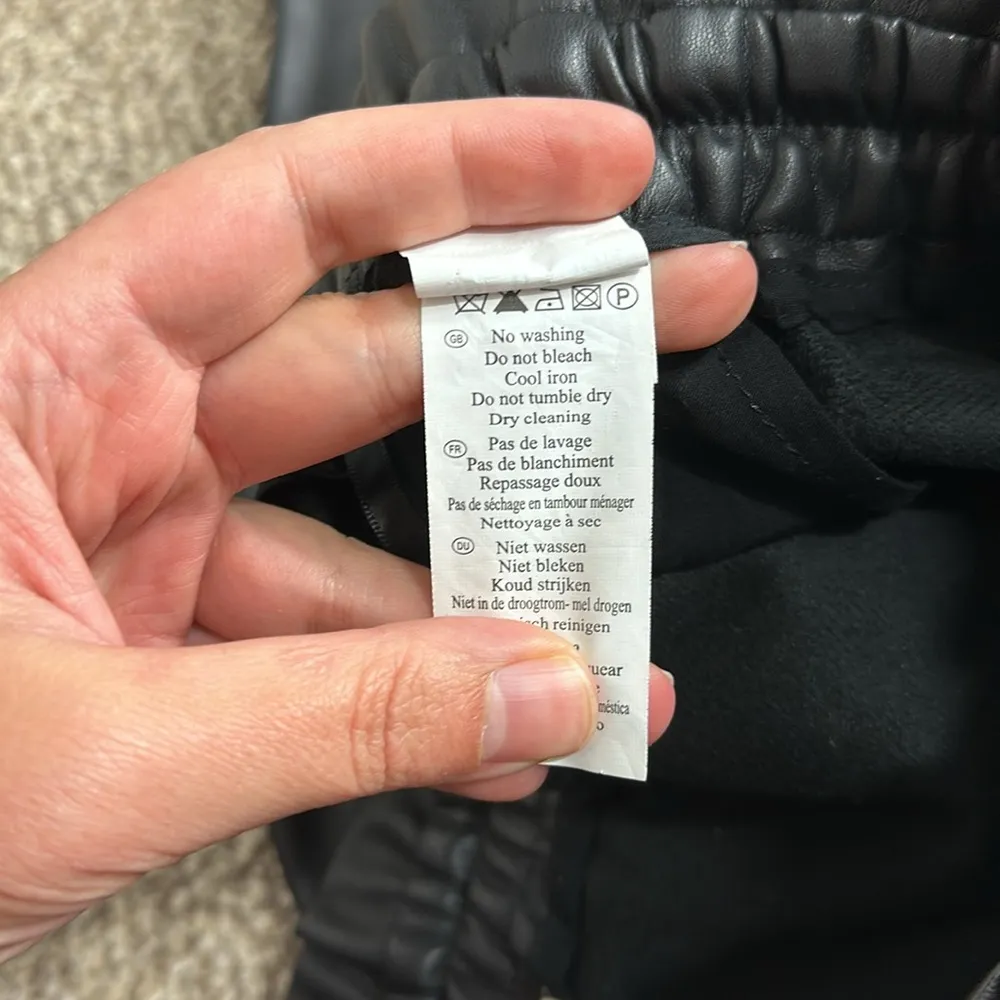 P
GB No washing
Do not bleach
Cool iron
Do not tumble dry
Dry cleaning
FR Pas de lavage
Pas de blanchiment
Repassage doux
Pas de séchage en tambour ménager
Nettoyage à sec
DU Niet wassen
Niet bleken
Koud strijken
Niet in de droogtrom- mel drogen
reinigen